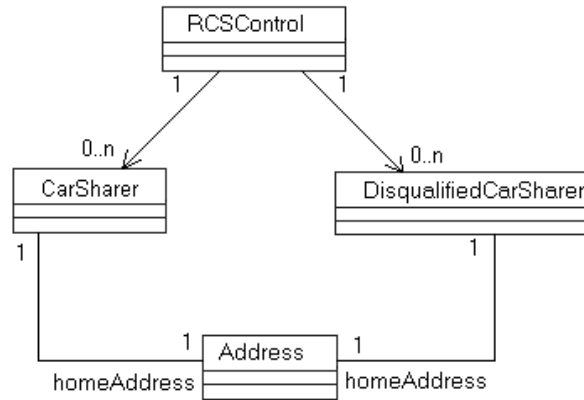 RCSControl
1 1
0..n 0..n
CarSharer DisqualifiedCarSharer
1 1
1 Address 1
homeAddress homeAddress